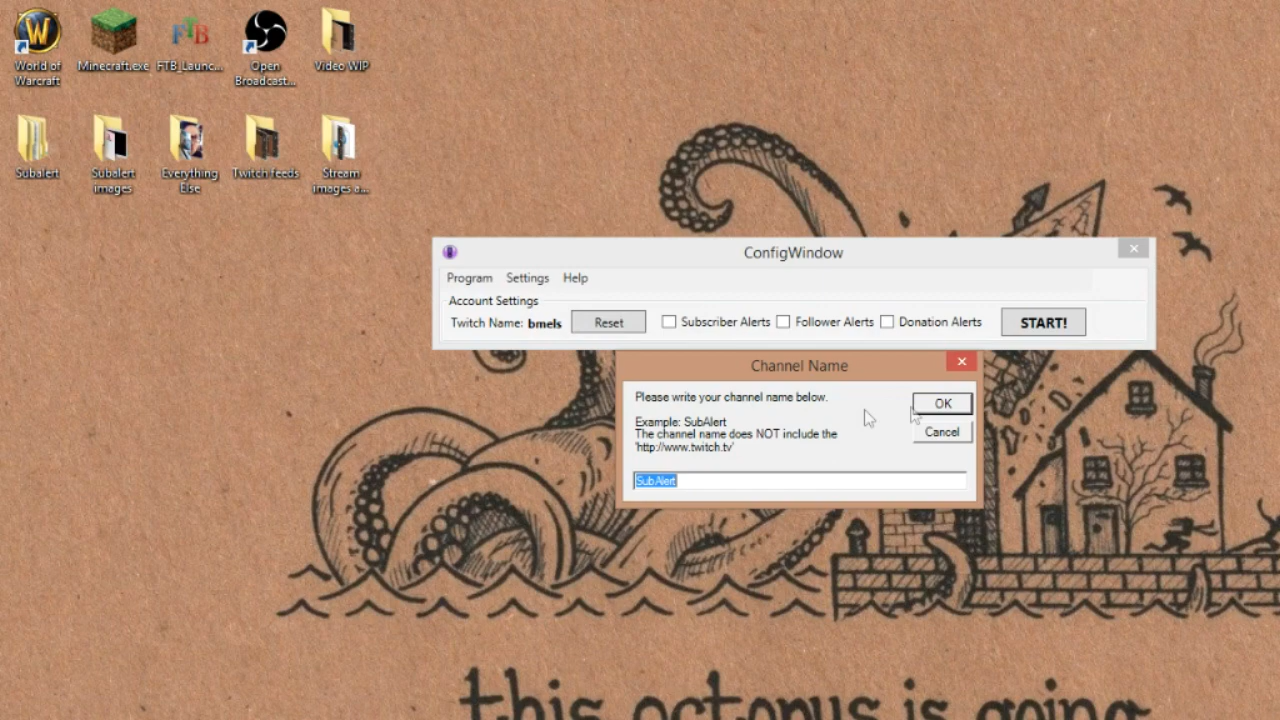 World of
Warcraft
Minecraft.exe
FTB_Launc...
Open
Broadcast...
Video WIP
Subalert
Subalert
images
Everything
Else
Twitch feeds
Stream
images a...
FTB
ConfigWindow
Program Settings Help
Account Settings
Twitch Name: bmels Reset Subscriber Alerts Follower Alerts Donation Alerts START!
Channel Name
Please write your channel name below.
OK
Example: SubAlert
The channel name does NOT include the
'http://www.twitch.tv'
Cancel
SubAlert
this octopus is going